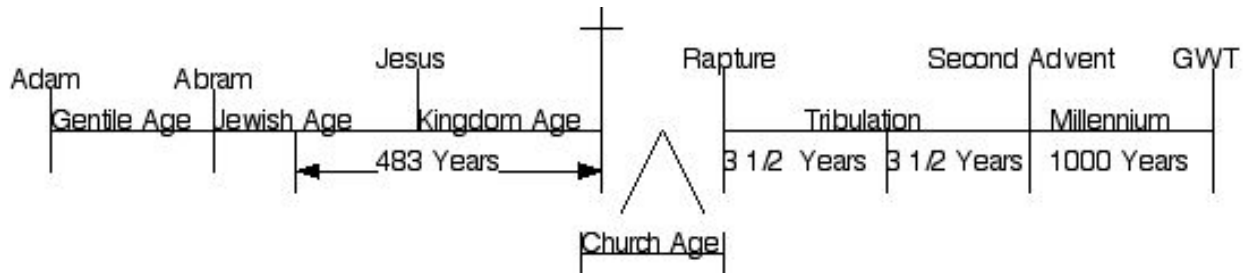 Jesus Rapture Second Advent GWT
Adam Abram
Gentile Age Jewish Age Kingdom Age Tribulation Millennium
483 Years 3 1/2 Years 3 1/2 Years 1000 Years
Church Age